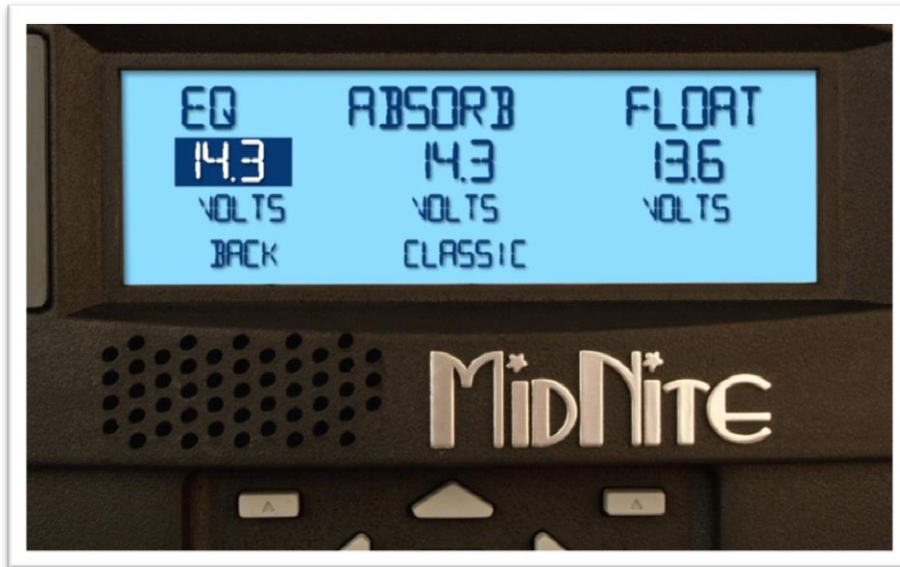 EQ ABSORB FLOAT
14.3 14.3 13.6
VOLTS VOLTS VOLTS
BACK CLASSIC
MidNite